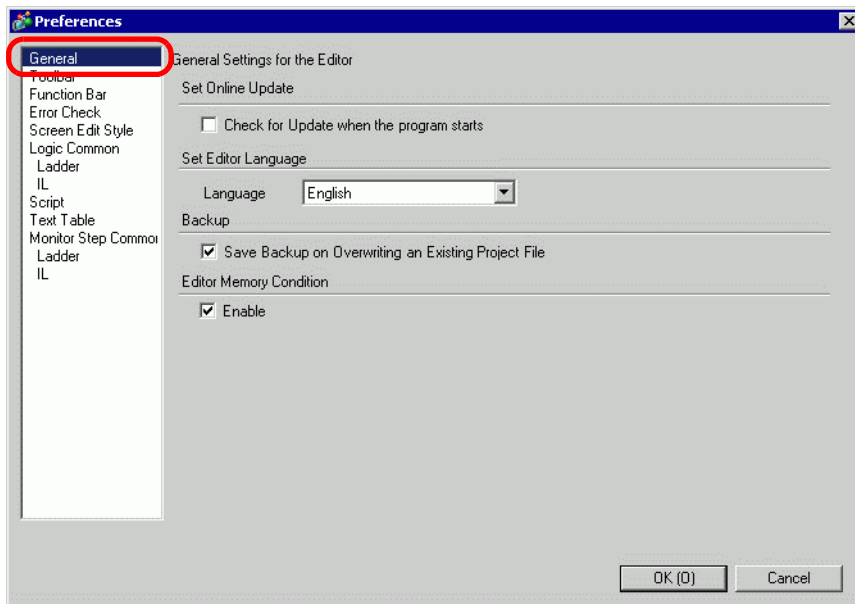 Preferences
General
Toolbar
Function Bar
Error Check
Screen Edit Style
Logic Common
Ladder
IL
Script
Text Table
Monitor Step Commo
Ladder
IL
General Settings for the Editor
Set Online Update
Check for Update when the program starts
Set Editor Language
Language English
Backup
Save Backup on Overwriting an Existing Project File
Editor Memory Condition
Enable
OK (O) Cancel